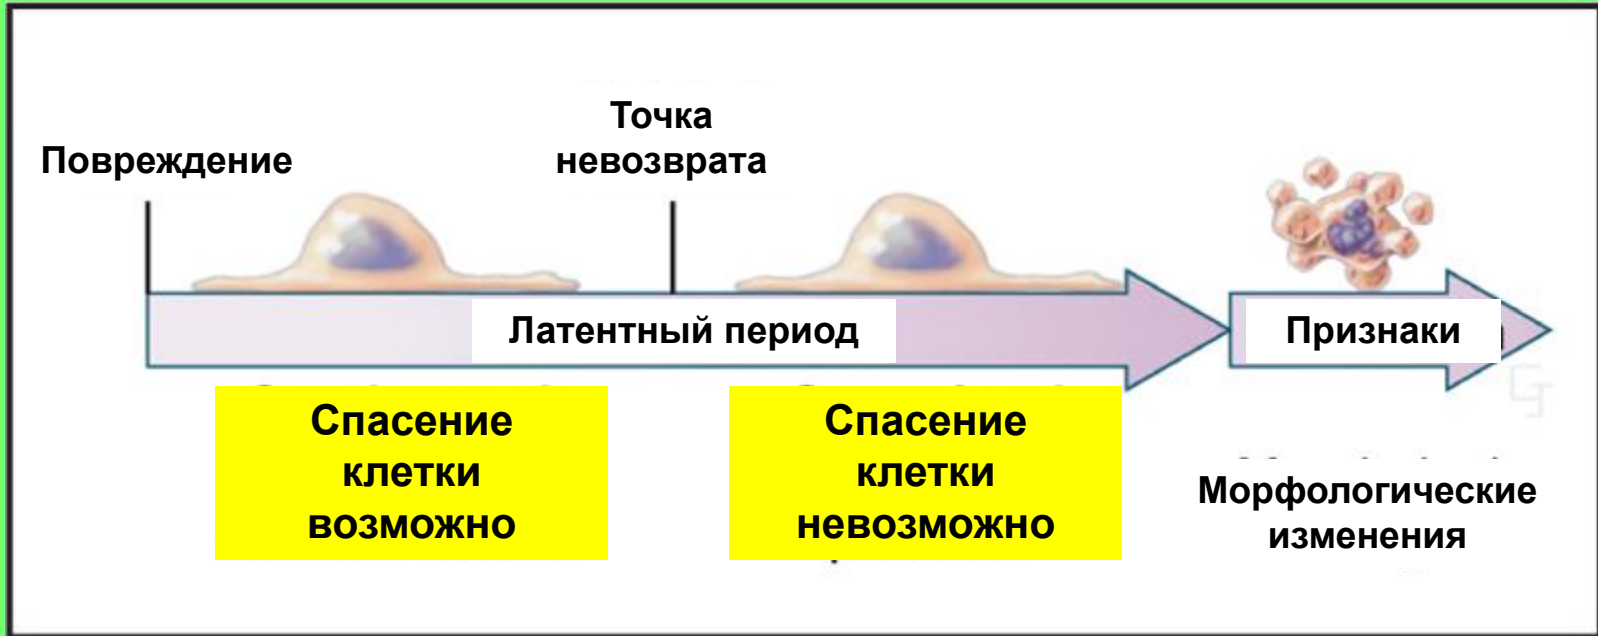 Повреждение
Точка
невозврата
Латентный период
Признаки
Спасение
клетки
возможно
Спасение
клетки
невозможно
Морфологические
изменения